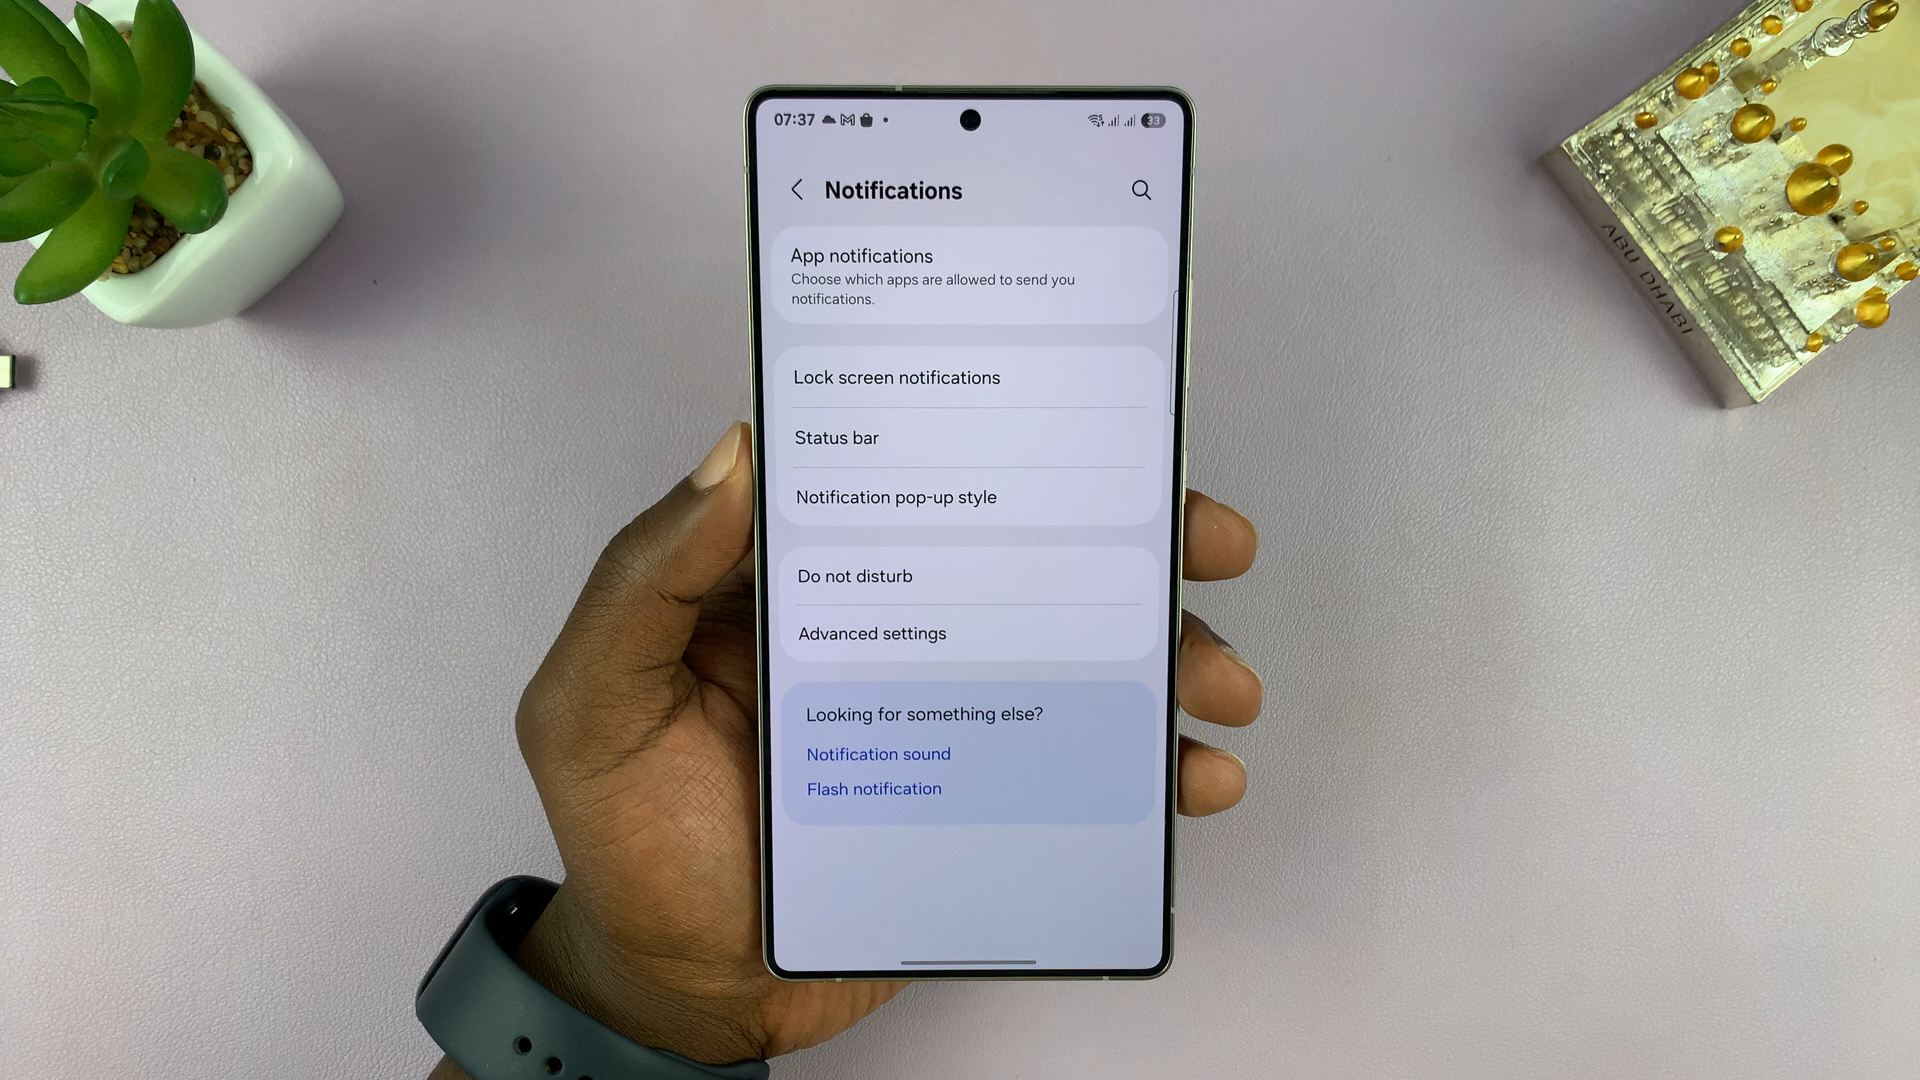 07:37
33
Notifications
App notifications
Choose which apps are allowed to send you
notifications.
Lock screen notifications
Status bar
Notification pop-up style
Do not disturb
Advanced settings
Looking for something else?
Notification sound
Flash notification
ABU DHABI